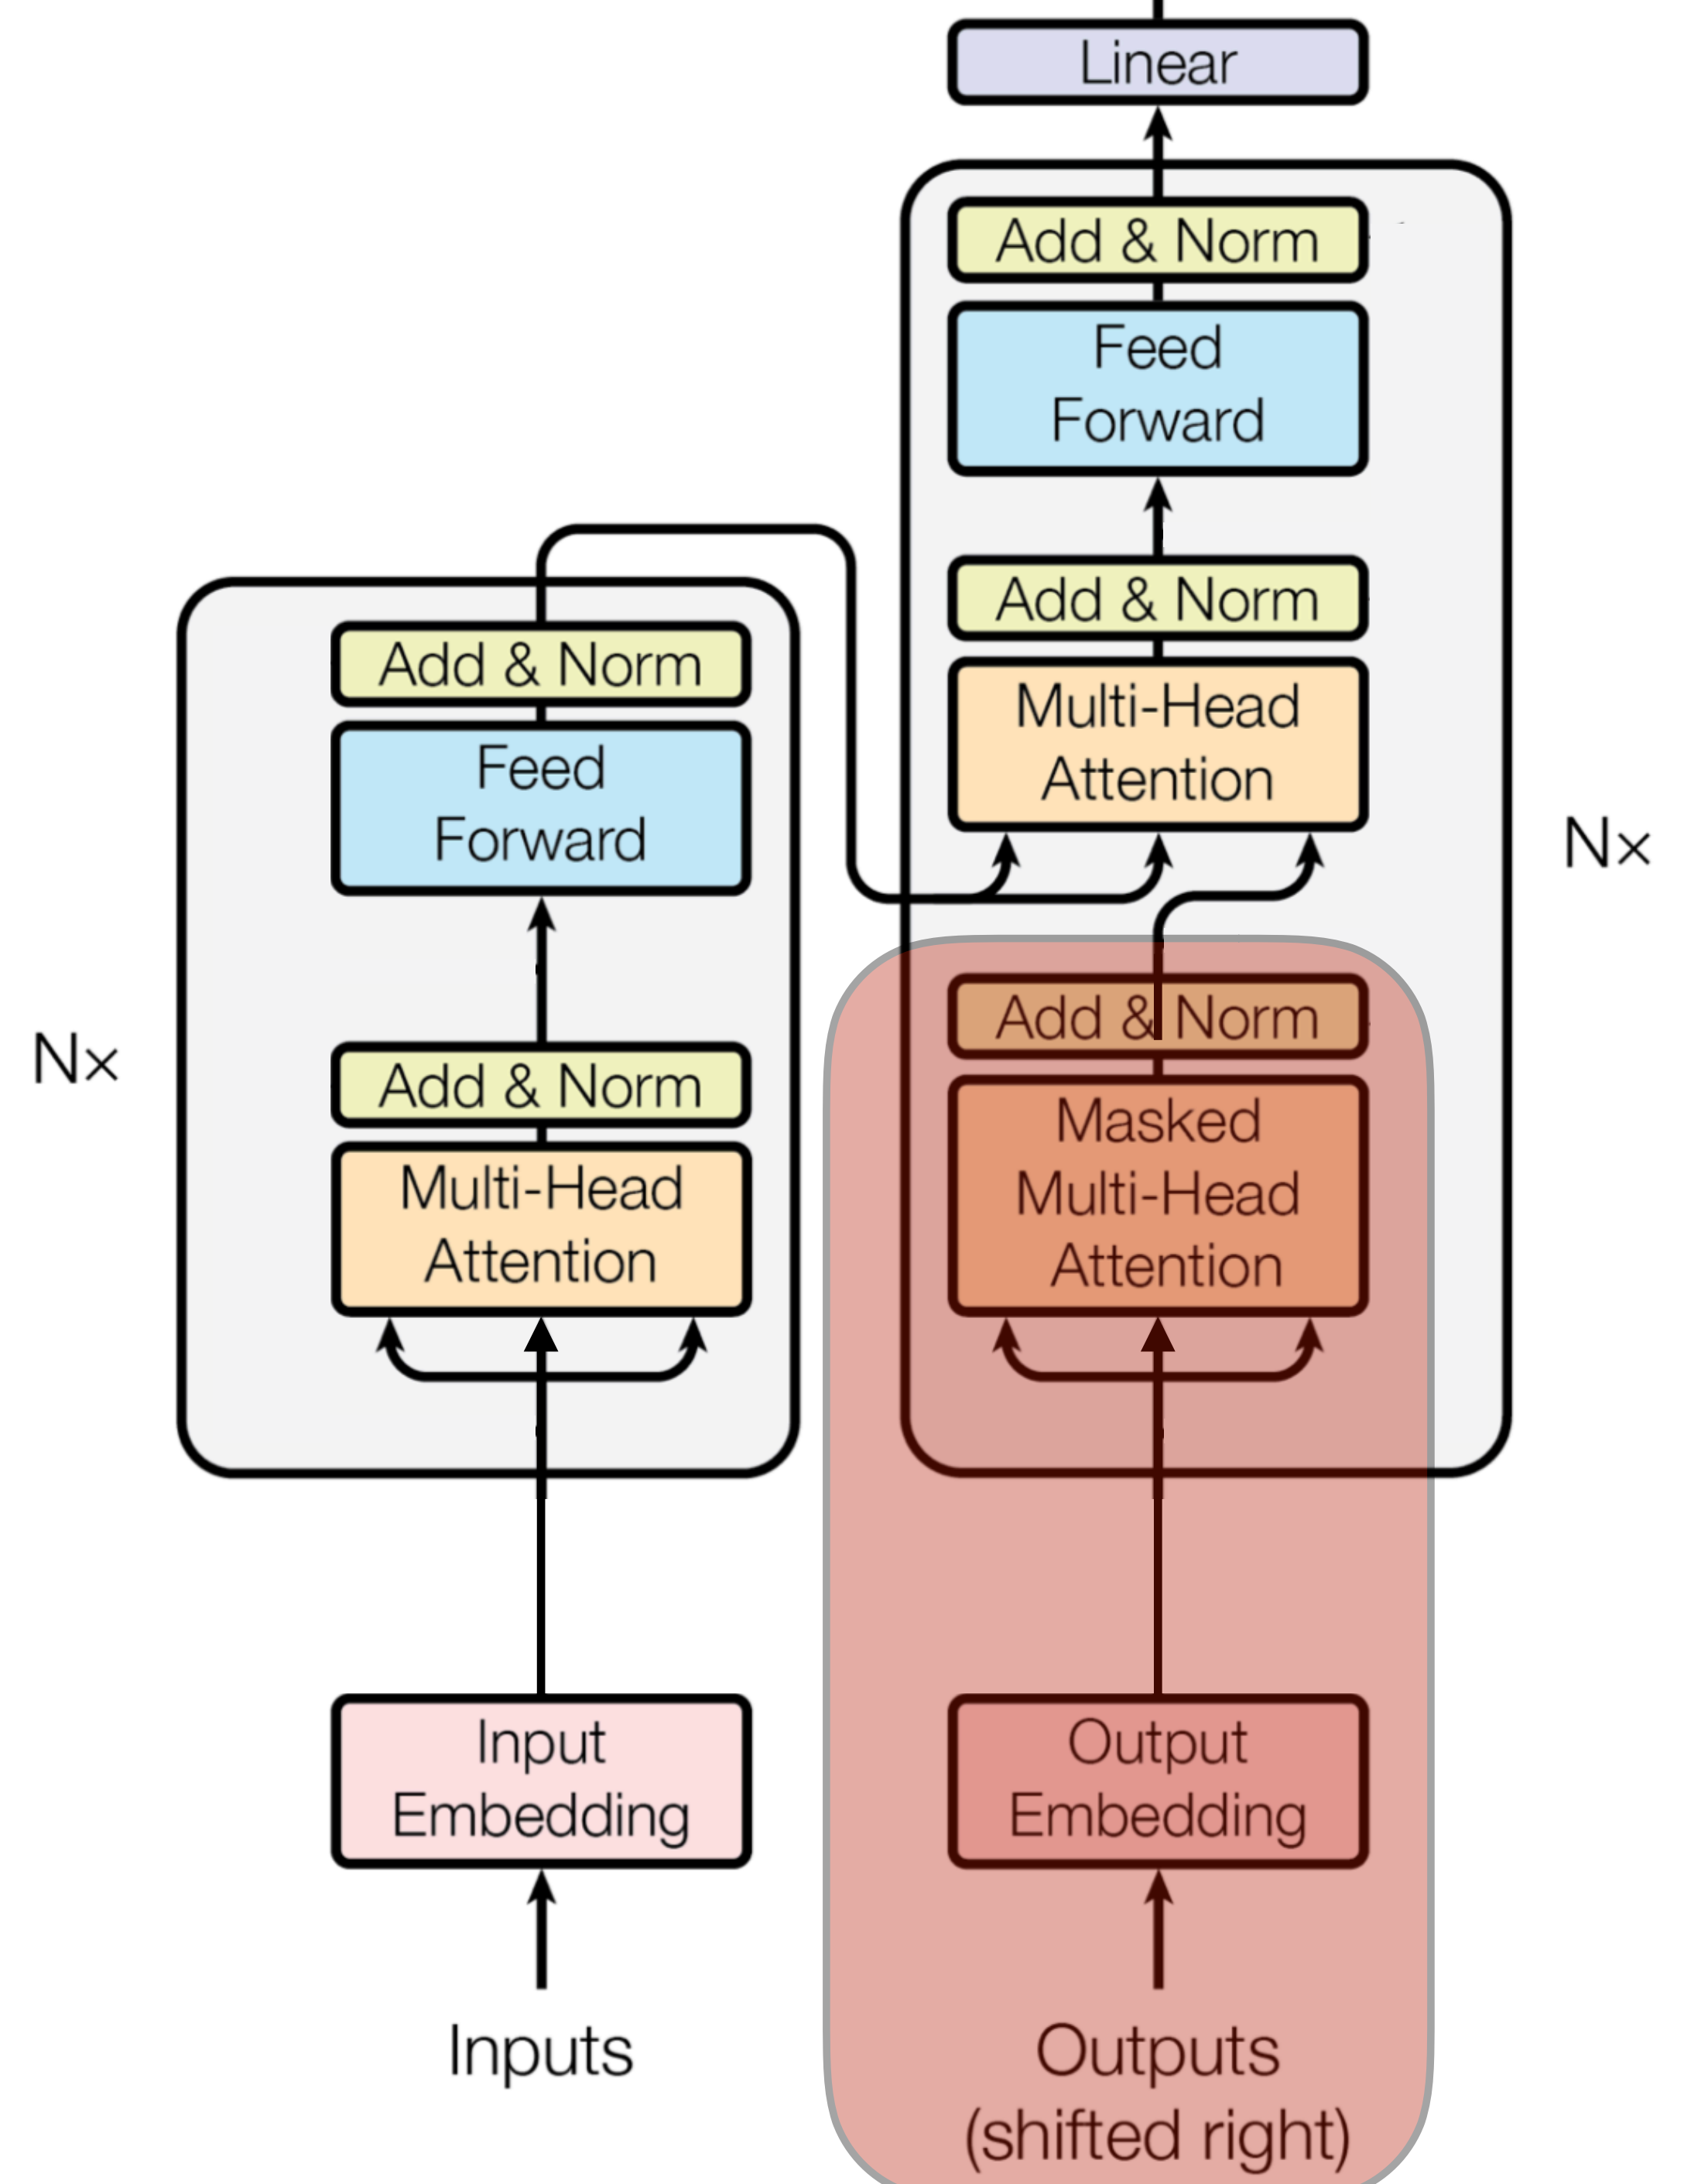 Linear
Add & Norm
Feed
Forward
Add & Norm
Multi-Head
Attention
Nx
Add & Norm
Masked
Multi-Head
Attention
Output
Embedding
Outputs
(shifted right)
Add & Norm
Feed
Forward
Nx
Add & Norm
Multi-Head
Attention
Input
Embedding
Inputs